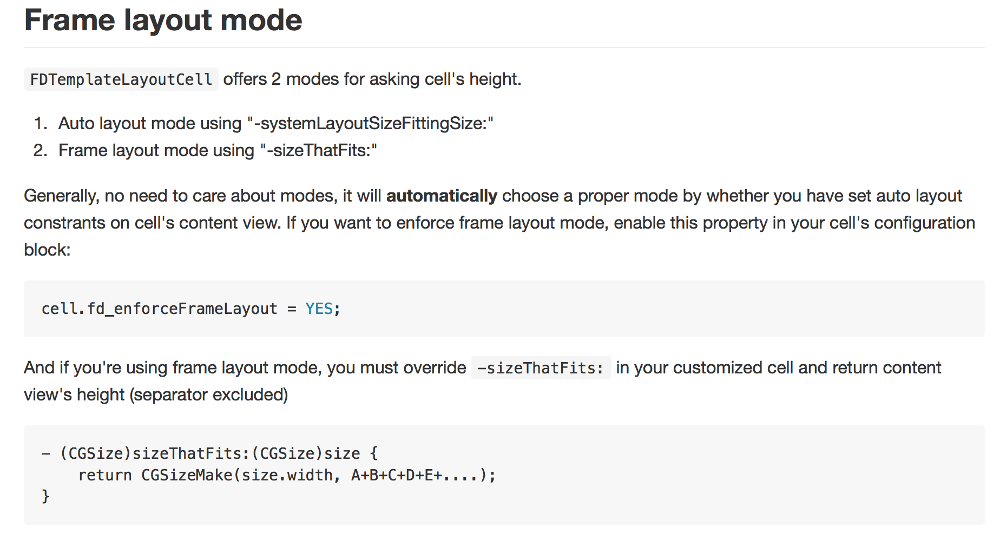 Frame layout mode
FDTemplateLayoutCell offers 2 modes for asking cell's height.
1. Auto layout mode using "-systemLayoutSizeFittingSize:"
2. Frame layout mode using "-sizeThatFits:"
Generally, no need to care about modes, it will automatically choose a proper mode by whether you have set auto layout
constrants on cell's content view. If you want to enforce frame layout mode, enable this property in your cell's configuration
block:
cell.fd_enforceFrameLayout = YES;
And if you're using frame layout mode, you must override -sizeThatFits: in your customized cell and return content
view's height (separator excluded)
- (CGSize)sizeThatFits:(CGSize)size {
    return CGSizeMake(size.width, A+B+C+D+E+....);
}